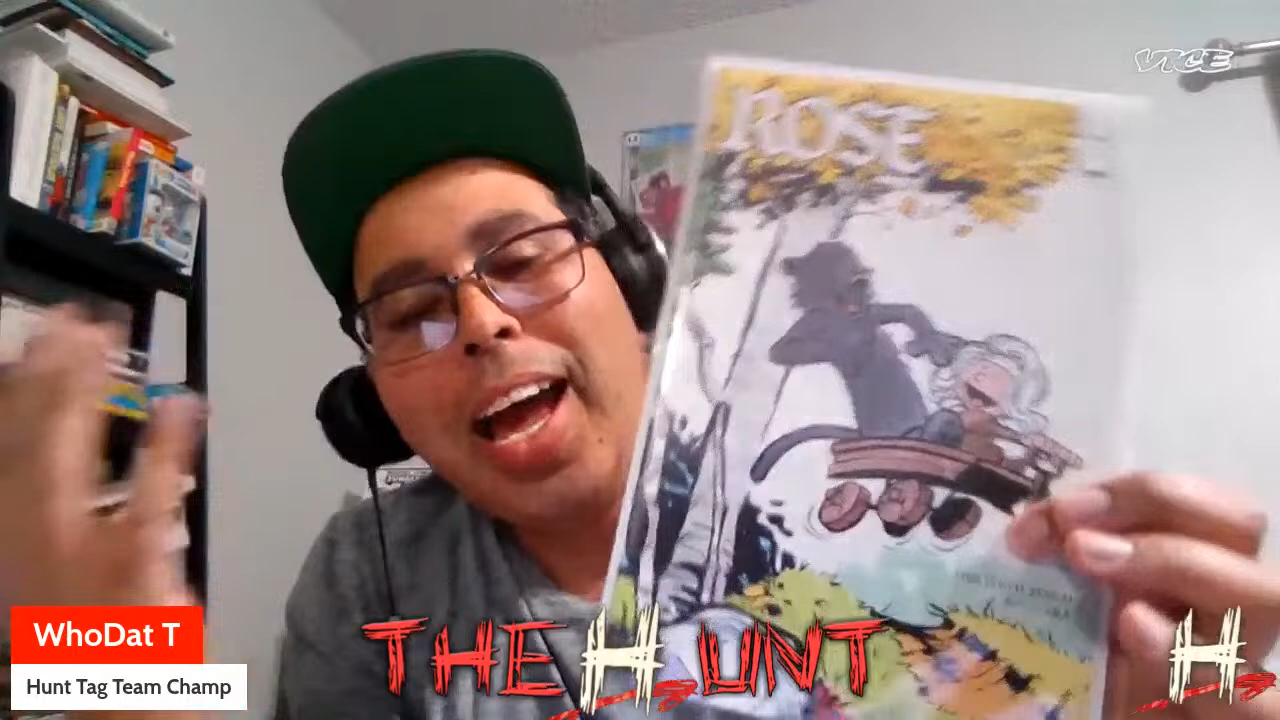 VICE
ROSE
WhoDat T
Hunt Tag Team Champ
THE HUNT
H